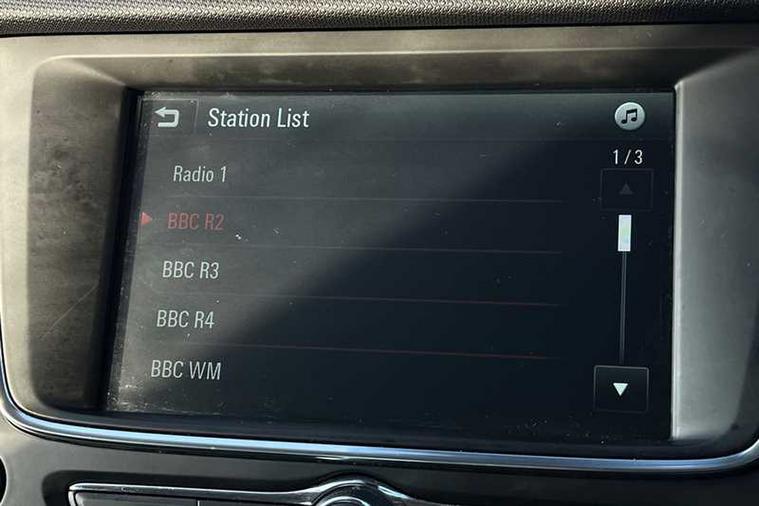 Station List
1/3
Radio 1
BBC R2
BBC R3
BBC R4
BBC WM